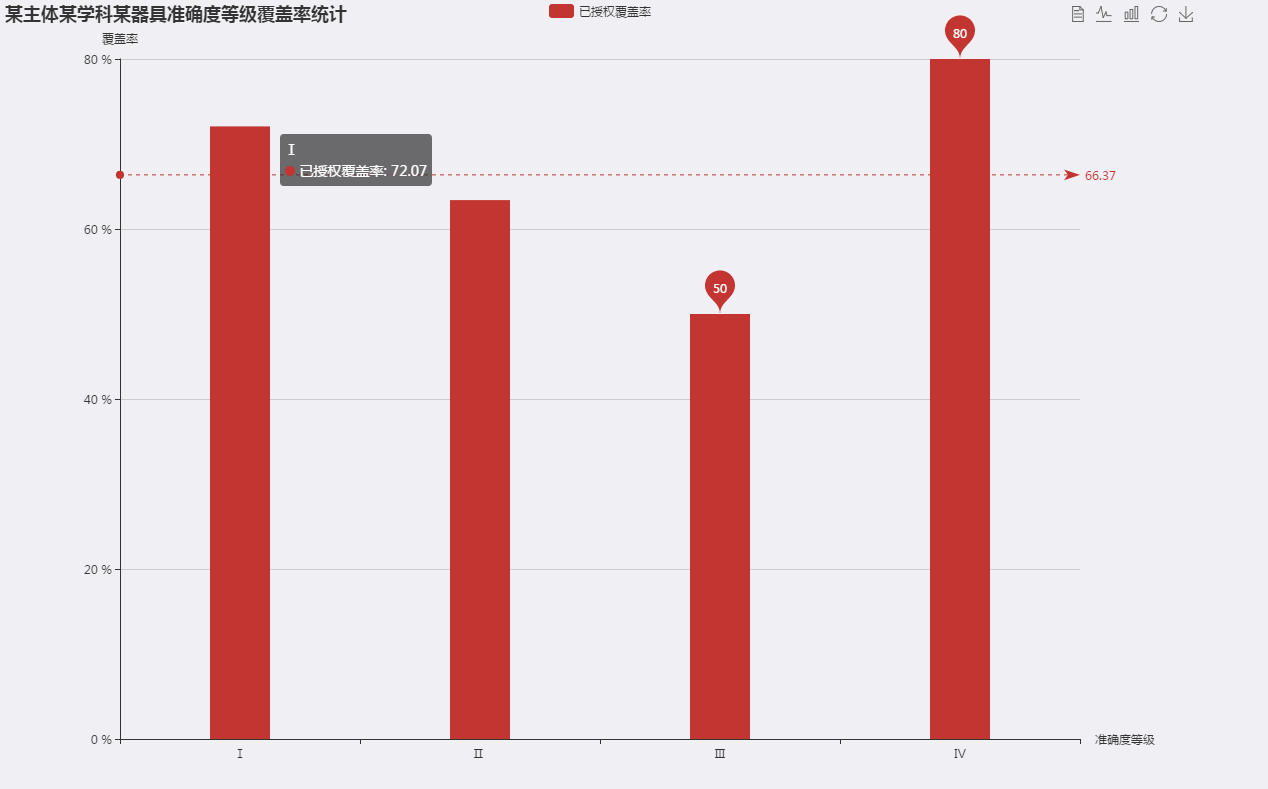 某主体某学科某器具准确度等级覆盖率统计
已授权覆盖率
覆盖率
80 %
60 %
40 %
20 %
0 %
80
50
66.37
I
已授权覆盖率: 72.07
I
II
III
IV
准确度等级